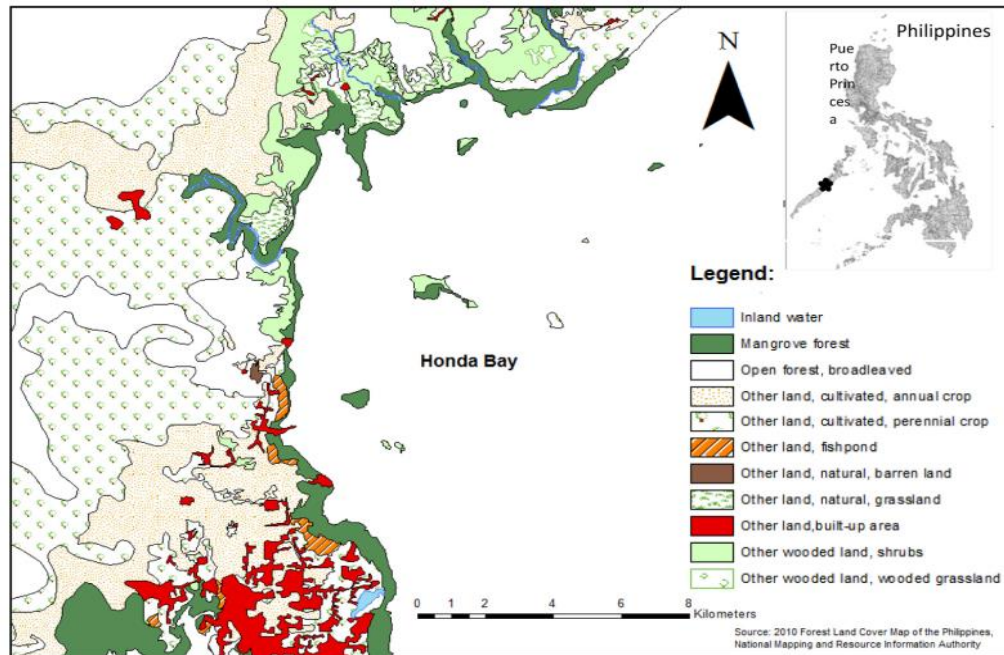 N
Philippines
Pue
rto
Prin
ces
a
Honda Bay
Legend:
Inland water
Mangrove forest
Open forest, broadleaved
Other land, cultivated, annual crop
Other land, cultivated, perennial crop
Other land, fishpond
Other land, natural, barren land
Other land, natural, grassland
Other land,built-up area
Other wooded land, shrubs
Other wooded land, wooded grassland
0 1 2 4 6 8
Kilometers
Source: 2010 Forest Land Cover Map of the Philippines,
National Mapping and Resource Information Authority